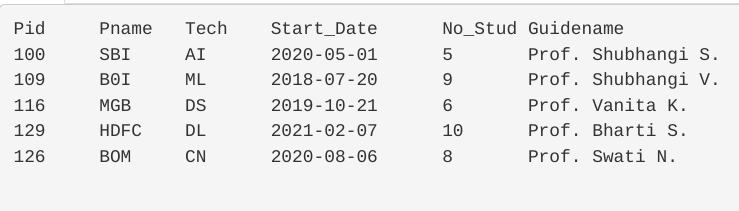 Pid Pname Tech Start_Date No_Stud Guidename
100 SBI AI 2020-05-01 5 Prof. Shubhangi S.
109 B0I ML 2018-07-20 9 Prof. Shubhangi V.
116 MGB DS 2019-10-21 6 Prof. Vanita K.
129 HDFC DL 2021-02-07 10 Prof. Bharti S.
126 BOM CN 2020-08-06 8 Prof. Swati N.